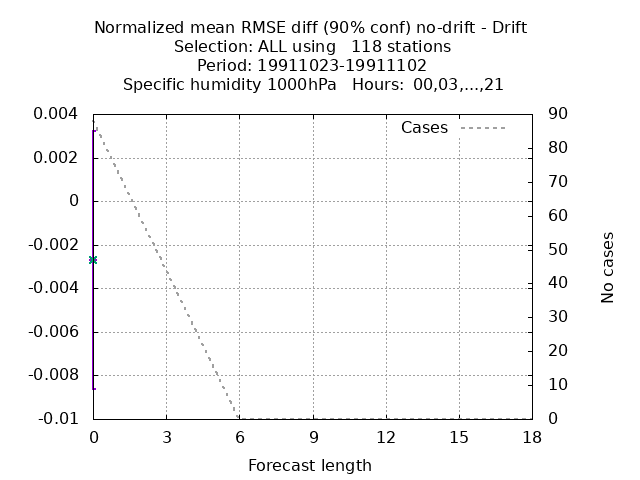 Normalized mean RMSE diff (90% conf) no-drift - Drift
Selection: ALL using   118 stations
Period: 19911023-19911102
Specific humidity 1000hPa   Hours: 00,03,...,21
Cases
0.004
0.002
0
-0.002
-0.004
-0.006
-0.008
-0.01
90
80
70
60
50
40
30
20
10
0
No cases
0 3 6 9 12 15 18
Forecast length